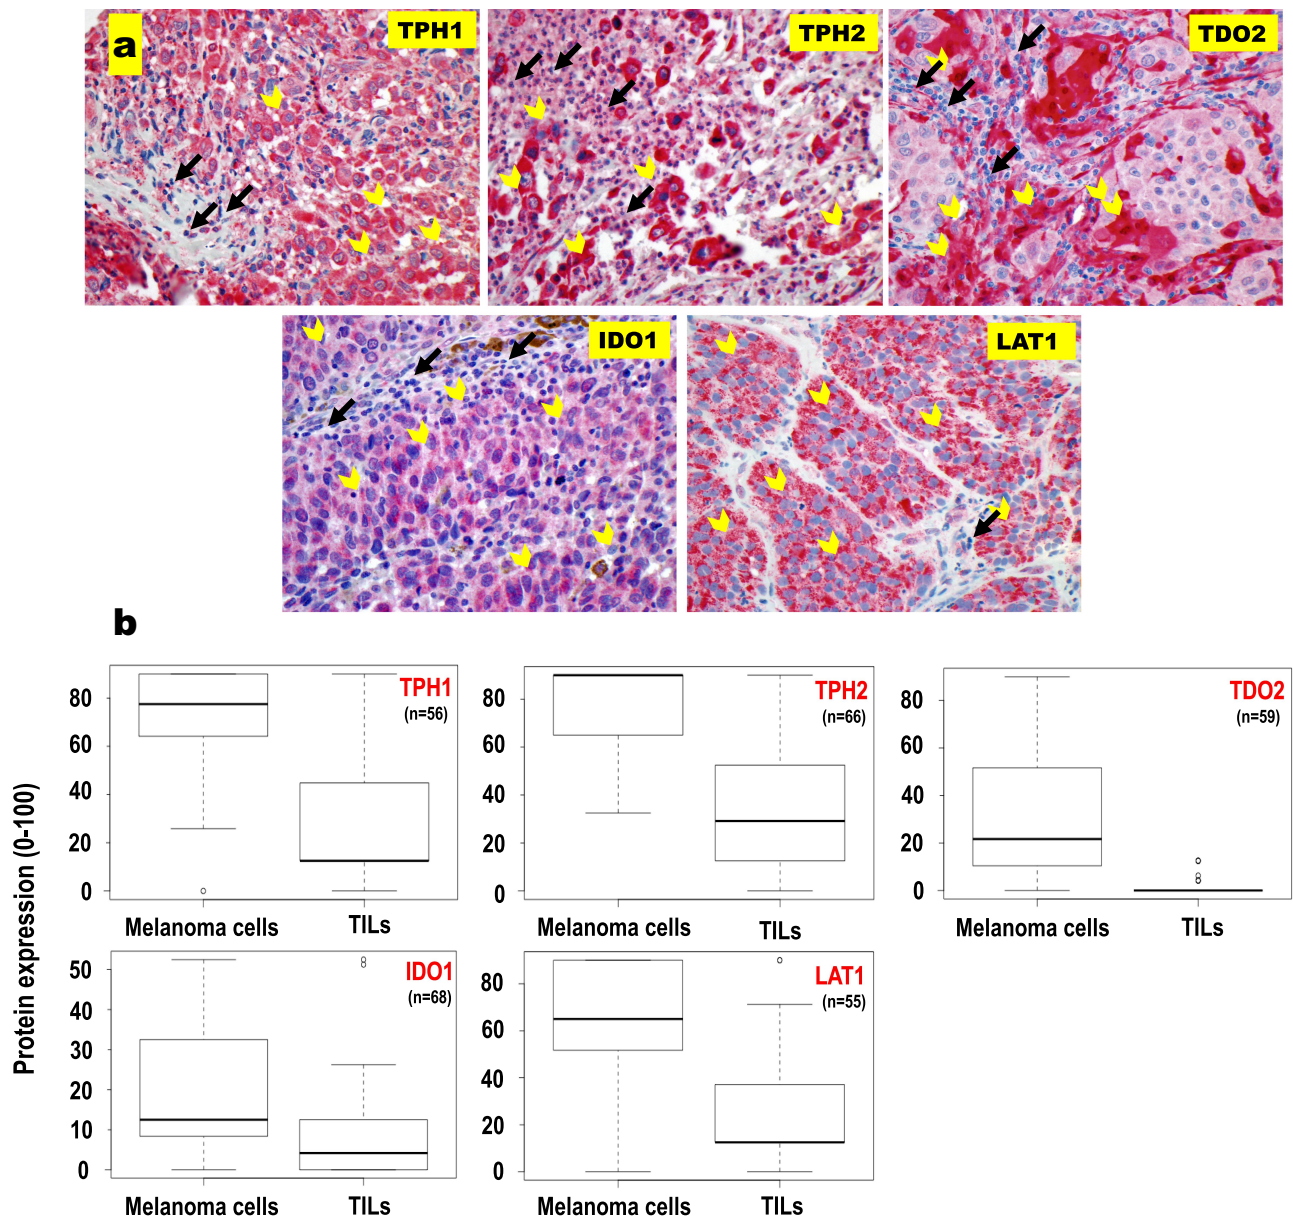 a
TPH1
TPH2
TDO2
IDO1
LAT1
b
Protein expression (0-100)
TPH1
(n=56)
80
60
40
20
0
Melanoma cells
TILs
TPH2
(n=66)
80
60
40
20
0
Melanoma cells
TILs
TDO2
(n=59)
80
60
40
20
0
Melanoma cells
TILs
IDO1
(n=68)
50
40
30
20
10
0
Melanoma cells
TILs
LAT1
(n=55)
80
60
40
20
0
Melanoma cells
TILs